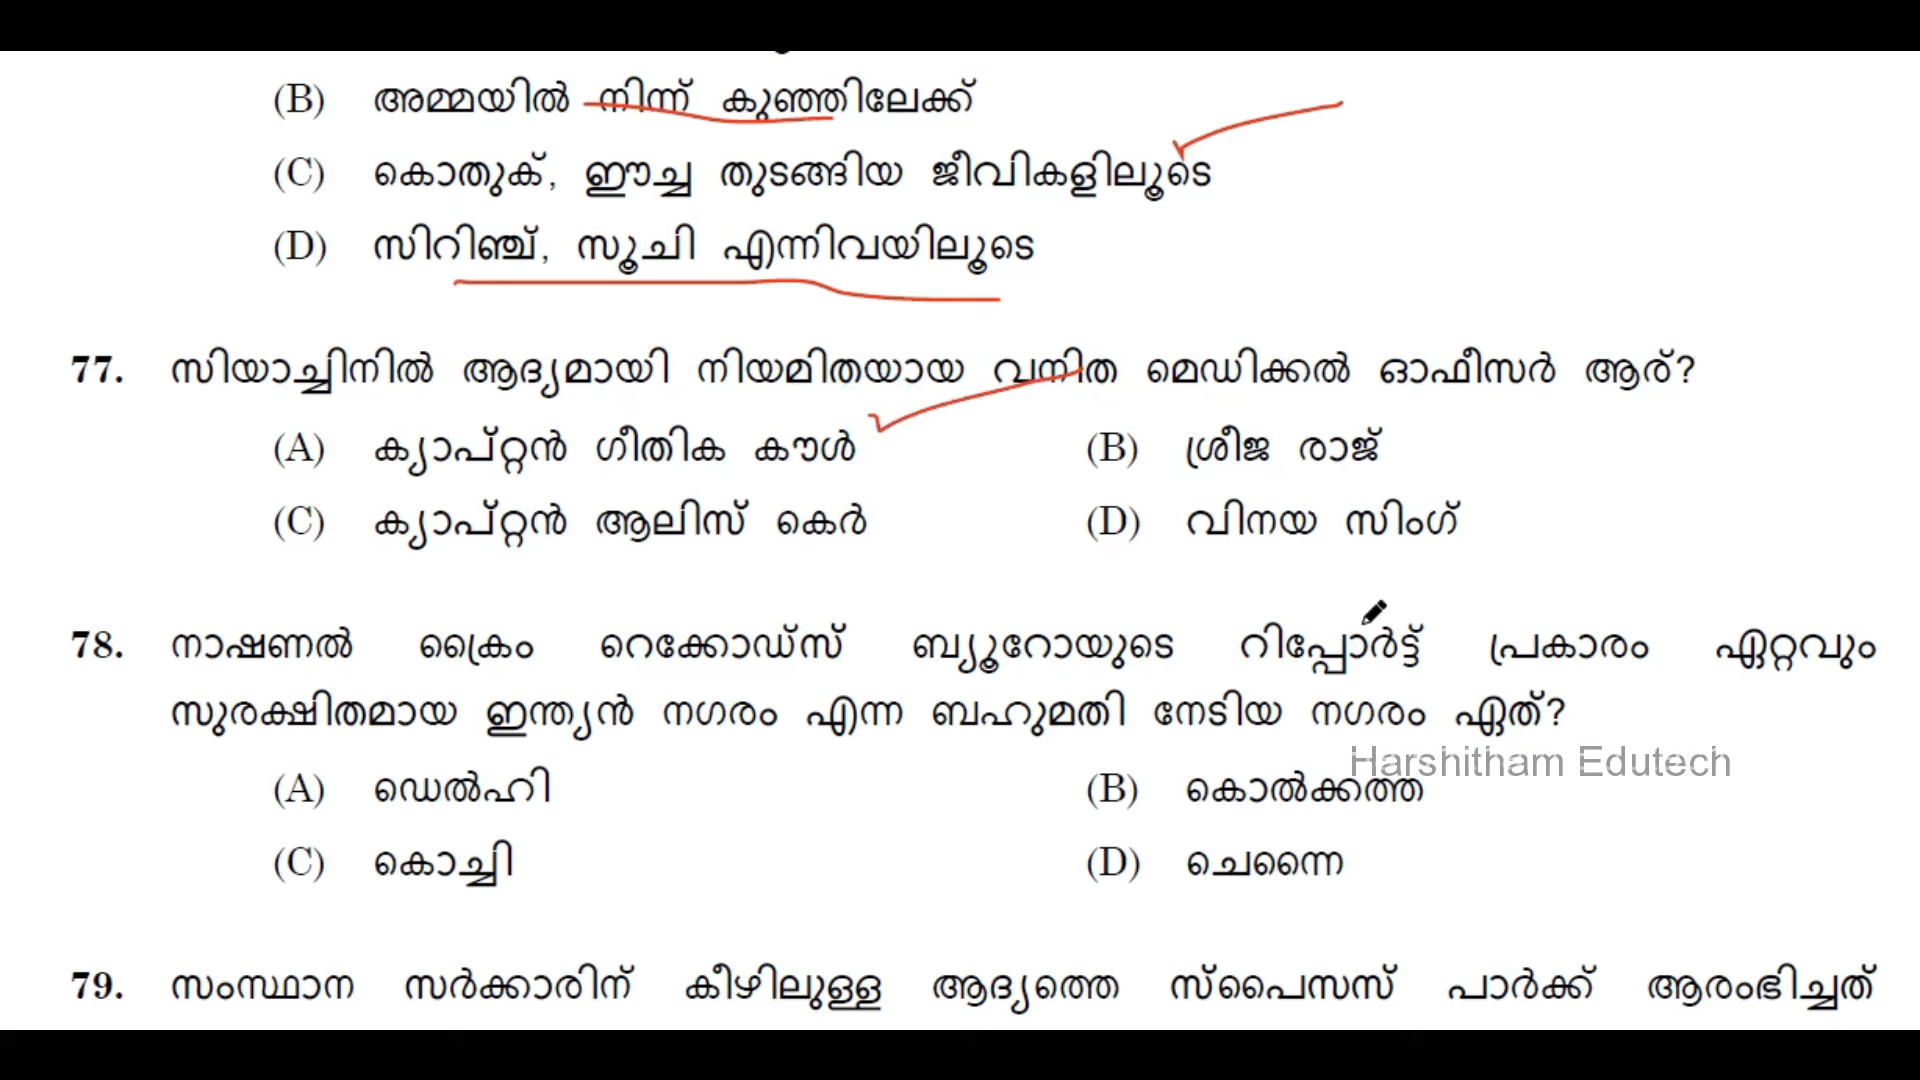 (B) അമ്മയിൽ നിന്ന് കുഞ്ഞിലേക്ക്
(C) കൊതുക്, ഈച്ച തുടങ്ങിയ ജീവികളിലൂടെ
(D) സിറിഞ്ച്, സൂചി എന്നിവയിലൂടെ
77. സിയാച്ചിനിൽ ആദ്യമായി നിയമിതയായ വനിത മെഡിക്കൽ ഓഫീസർ ആര്?
(A) ക്യാപ്റ്റൻ ഗീതിക കൗൾ (B) ശ്രീജ രാജ്
(C) ക്യാപ്റ്റൻ ആലിസ് കെർ (D) വിനയ സിംഗ്
78. നാഷണൽ ക്രൈം റെക്കോഡ്സ് ബ്യൂറോയുടെ റിപ്പോർട്ട് പ്രകാരം ഏറ്റവും
സുരക്ഷിതമായ ഇന്ത്യൻ നഗരം എന്ന ബഹുമതി നേടിയ നഗരം ഏത്?
Harshitham Edutech
(A) ഡെൽഹി (B) കൊൽക്കത്ത
(C) കൊച്ചി (D) ചെന്നൈ
79. സംസ്ഥാന സർക്കാരിന് കീഴിലുള്ള ആദ്യത്തെ സ്പൈസസ് പാർക്ക് ആരംഭിച്ചത്